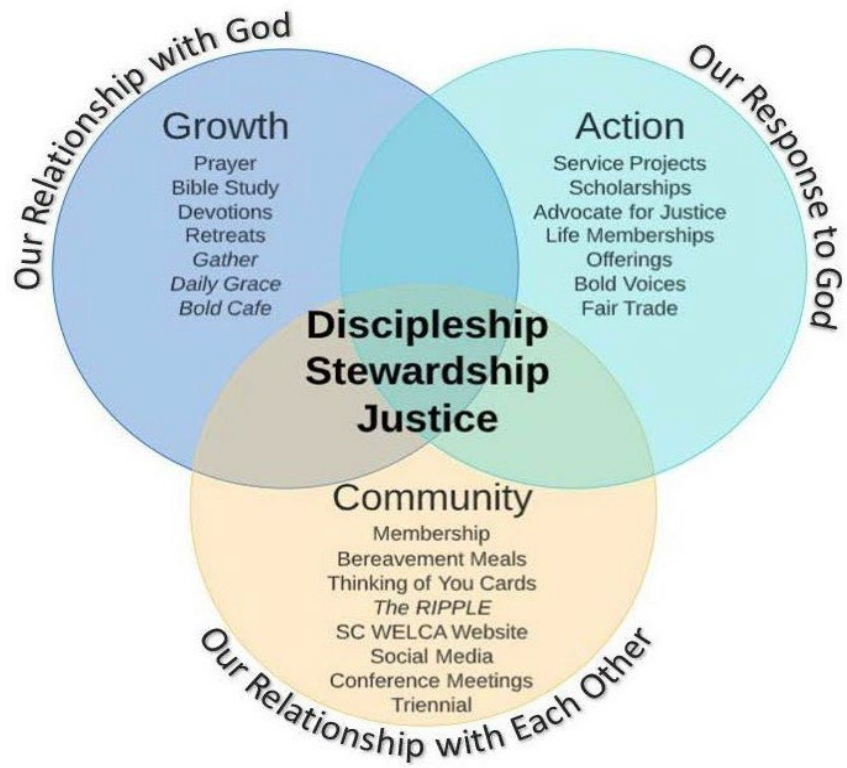 Our Relationship with God
Growth
Prayer
Bible Study
Devotions
Retreats
Gather
Daily Grace
Bold Cafe
Our Response to God
Action
Service Projects
Scholarships
Advocate for Justice
Life Memberships
Offerings
Bold Voices
Fair Trade
Discipleship
Stewardship
Justice
Community
Membership
Bereavement Meals
Thinking of You Cards
The RIPPLE
SC WELCA Website
Social Media
Conference Meetings
Triennial
Our Relationship with Each Other